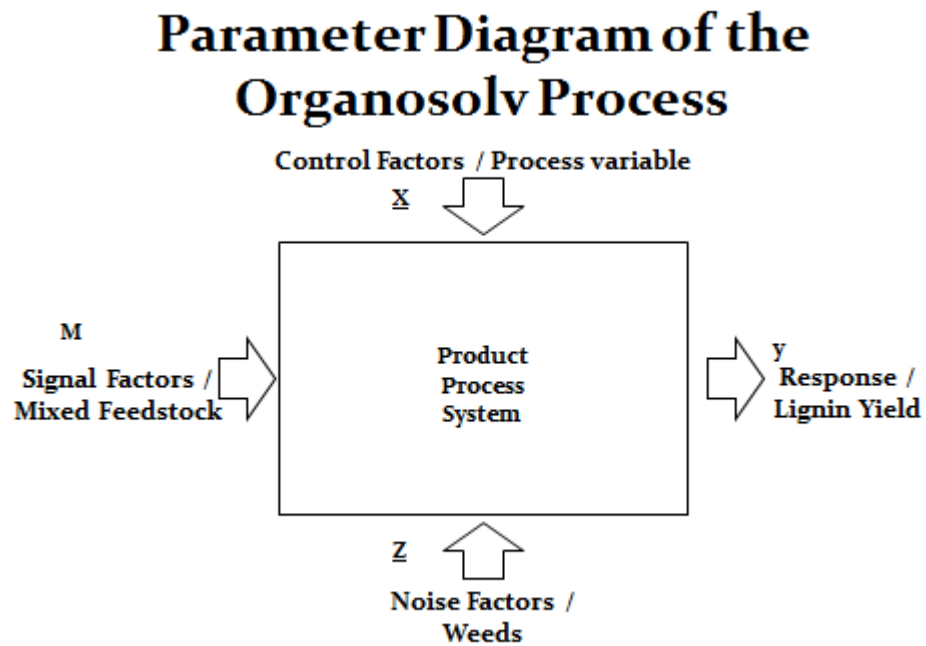 Parameter Diagram of the
Organosolv Process
Control Factors / Process variable
X
M
Signal Factors /
Mixed Feedstock
Product
Process
System
y
Response /
Lignin Yield
Z
Noise Factors /
Weeds